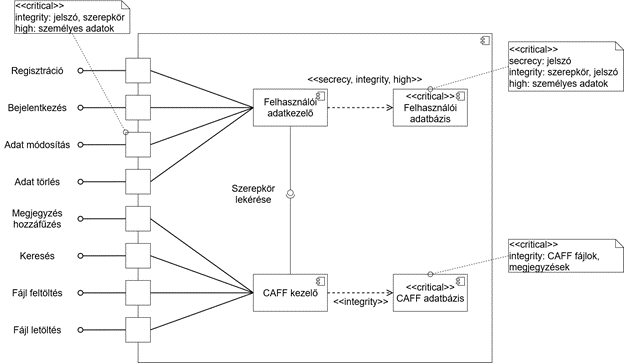 <<critical>>
integrity: jelszó, szerepkör
high: személyes adatok
Regisztráció
Bejelentkezés
Adat módosítás
Adat törlés
Megjegyzés
hozzáfűzés
Keresés
Fájl feltöltés
Fájl letöltés
Felhasználói
adatkezelő
<<secrecy, integrity, high>>
<<critical>>
Felhasználói
adatbázis
<<critical>>
secrecy: jelszó
integrity: szerepkör, jelszó
high: személyes adatok
Szerepkör
lekérése
CAFF kezelő
<<integrity>>
<<critical>>
CAFF adatbázis
<<critical>>
integrity: CAFF fájlok,
megjegyzések